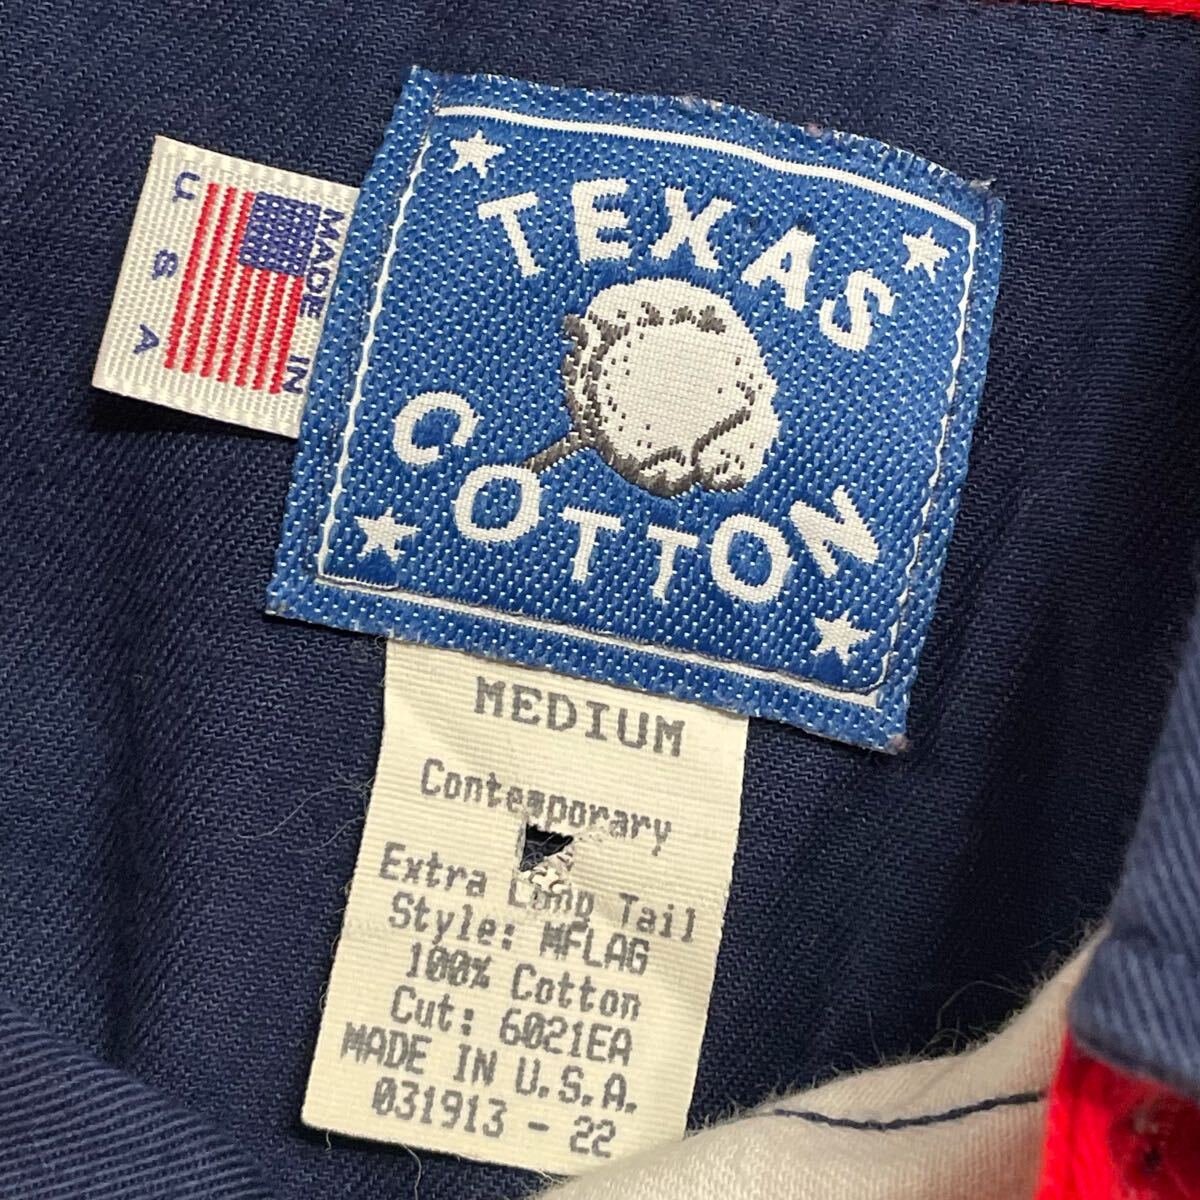 TEXAS
COTTON
MADE IN
U S A
MEDIUM
Contemporary
Extra Long Tail
Style: MFLAG
100% Cotton
Cut: 6021EA
MADE IN U.S.A.
031913 - 22